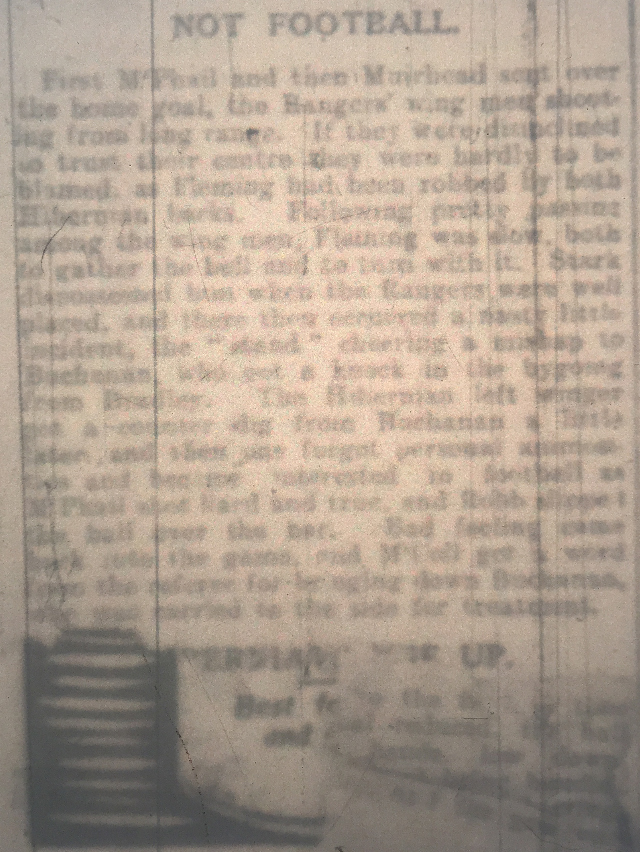 NOT FOOTBALL.
First M'Phail and then Muirhead sent over
the home goal, the Rangers' wing men shoot-
ing from long range. If they were disinclined
to trust their centre they were hardly to be
blamed, as Fleming had been robbed by both
Hibernian backs. Following pretty passing
among the wing men, Fleming was slow, both
to gather the ball and to turn with it. Stark
dispossessed him when the Rangers were well
placed, and there then occurred a nasty little
incident, the "stand" cheering a mishap to
Buchanan, who got a knock in the bygoing
from Bradley. The Hibernian left winger
got a counter dig from Buchanan a little
later, and then one forgot personal
and became interested in football as
M'Phail shot hard and true, and Robb
the ball over the bar. Bad feeling came
back into the game, and M'Coll got a word
from the referee for bringing down Buchanan,
who was carried to the side for treatment.
UP.
Best
and